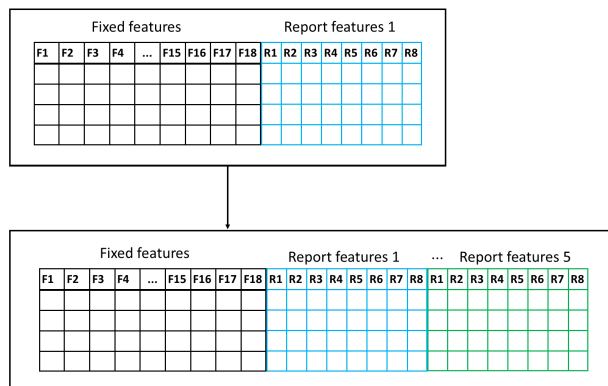 Fixed features Report features 1
F1 F2 F3 F4 ... F15 F16 F17 F18 R1 R2 R3 R4 R5 R6 R7 R8
Fixed features Report features 1 ... Report features 5
F1 F2 F3 F4 ... F15 F16 F17 F18 R1 R2 R3 R4 R5 R6 R7 R8 R1 R2 R3 R4 R5 R6 R7 R8